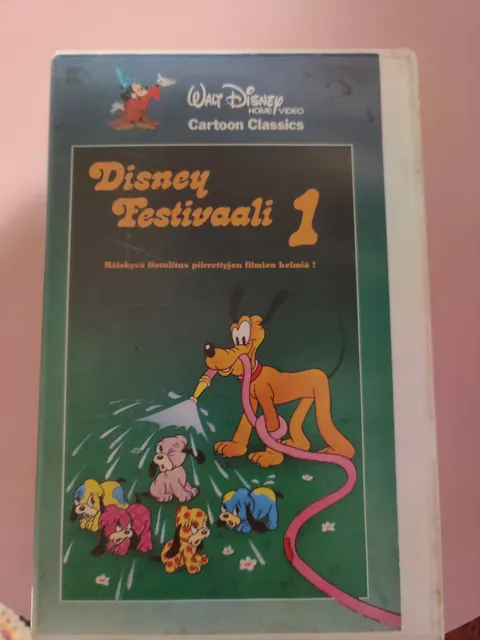 Walt Disney
HOME VIDEO
Cartoon Classics
Disney
Festivaali 1
Räiskyvä ilotulitus piirrettyjen filmien helmiä !